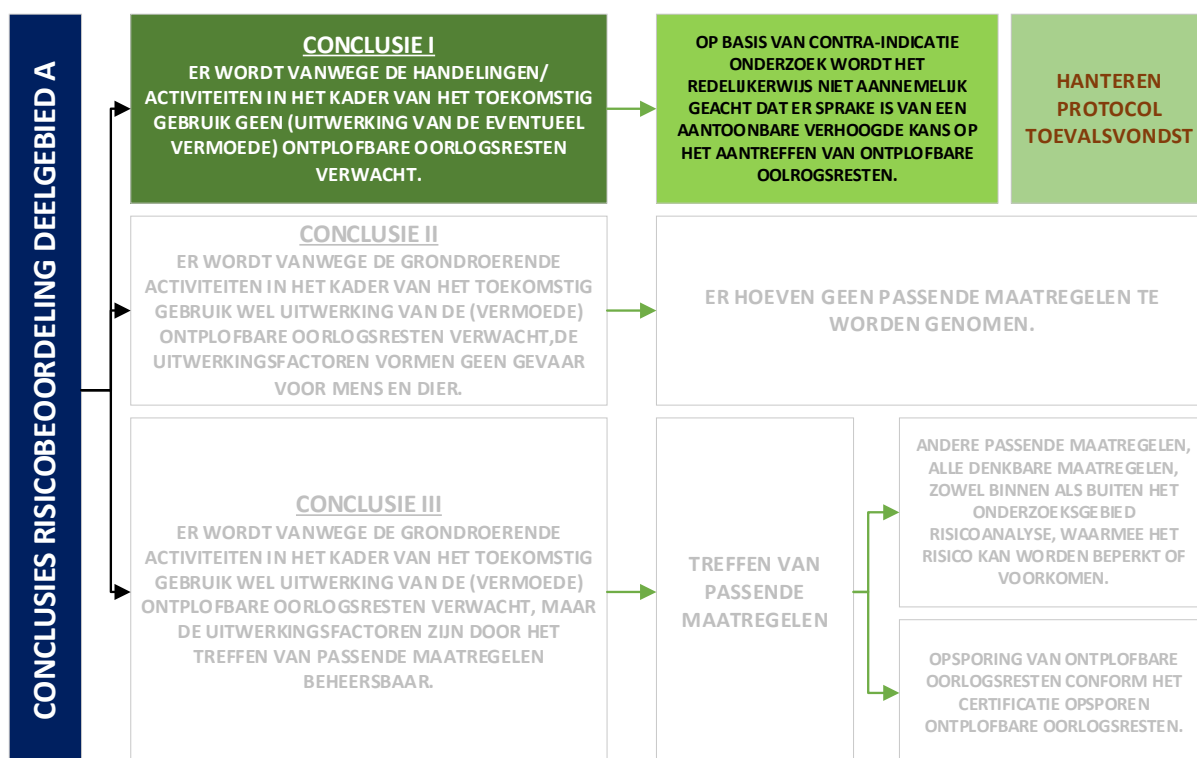 CONCLUSIES RISICOBEOORDELING DEELGEBIED A
CONCLUSIE I
ER WORDT VANWEGE DE HANDELINGEN/
ACTIVITEITEN IN HET KADER VAN HET TOEKOMSTIG
GEBRUIK GEEN (UITWERKING VAN DE EVENTUEEL
VERMOEDE) ONTPLOFBARE OORLOGSRESTEN
VERWACHT.
OP BASIS VAN CONTRA-INDICATIE
ONDERZOEK WORDT HET
REDELIJKERWIJS NIET AANNEMELIJK
GEACHT DAT ER SPRAKE IS VAN EEN
AANTOONBARE VERHOOGDE KANS OP
HET AANTREFFEN VAN ONTPLOFBARE
OOLROGSRESTEN.
HANTEREN
PROTOCOL
TOEVALSVONDST
CONCLUSIE II
ER WORDT VANWEGE DE GRONDROERENDE
ACTIVITEITEN IN HET KADER VAN HET TOEKOMSTIG
GEBRUIK WEL UITWERKING VAN DE (VERMOEDE)
ONTPLOFBARE OORLOGSRESTEN VERWACHT,DE
UITWERKINGSFACTOREN VORMEN GEEN GEVAAR
VOOR MENS EN DIER.
ER HOEVEN GEEN PASSENDE MAATREGELEN TE
WORDEN GENOMEN.
CONCLUSIE III
ER WORDT VANWEGE DE GRONDROERENDE
ACTIVITEITEN IN HET KADER VAN HET TOEKOMSTIG
GEBRUIK WEL UITWERKING VAN DE (VERMOEDE)
ONTPLOFBARE OORLOGSRESTEN VERWACHT, MAAR
DE UITWERKINGSFACTOREN ZIJN DOOR HET
TREFFEN VAN PASSENDE MAATREGELEN
BEHEERSBAAR.
TREFFEN VAN
PASSENDE
MAATREGELEN
ANDERE PASSENDE MAATREGELEN,
ALLE DENKBARE MAATREGELEN,
ZOWEL BINNEN ALS BUITEN HET
ONDERZOEKSGEBIED
RISICOANALYSE, WAARMEE HET
RISICO KAN WORDEN BEPERKT OF
VOORKOMEN.
OPSPORING VAN ONTPLOFBARE
OORLOGSRESTEN CONFORM HET
CERTIFICATIE OPSPOREN
ONTPLOFBARE OORLOGSRESTEN.